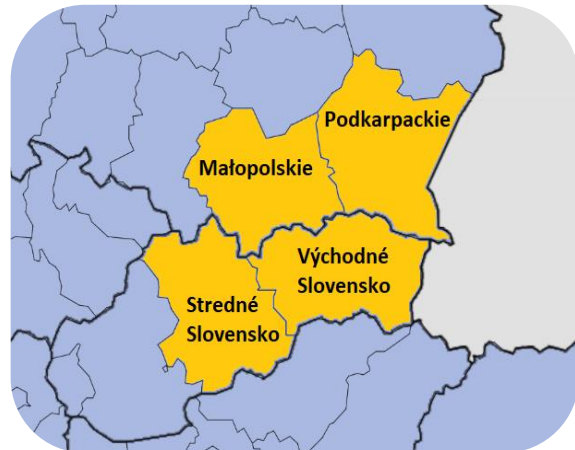 Podkarpackie
Małopolskie
Východné
Slovensko
Stredné
Slovensko